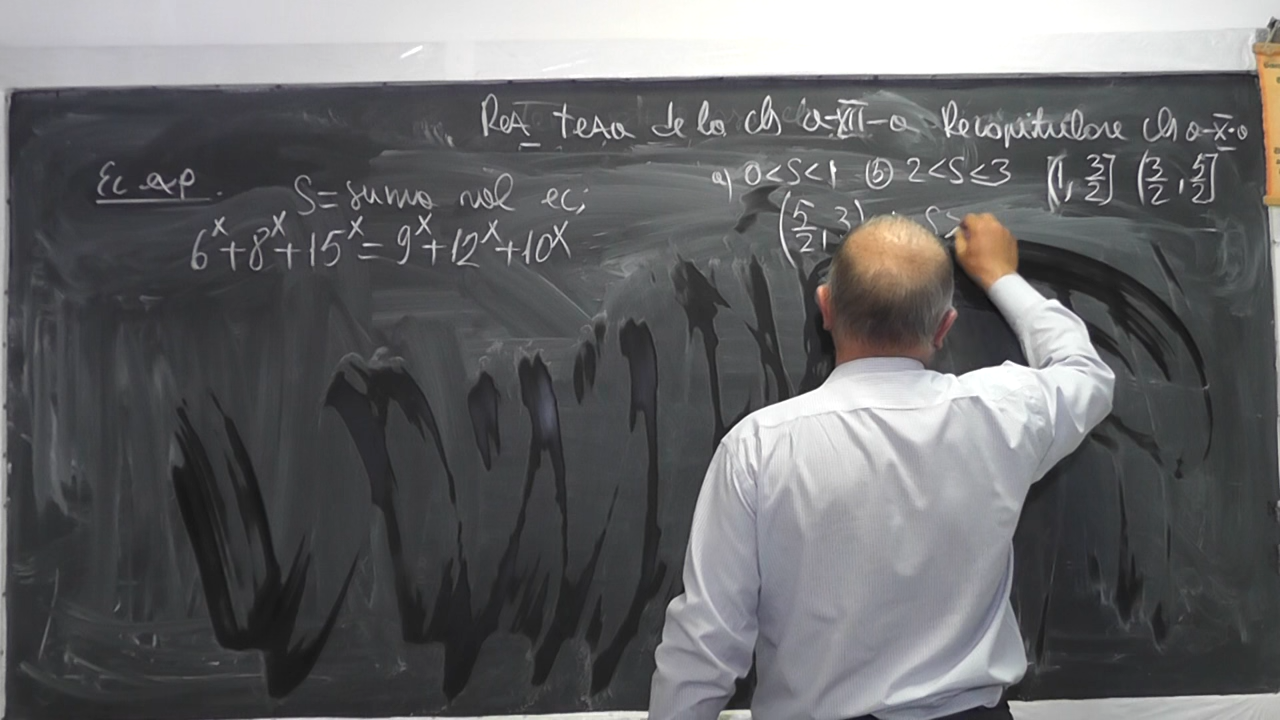 Rez teza de la cls a-XII-a Recapitulare cls a-X-a
Ec exp. S=suma sol ec;
6^x+8^x+15^x=9^x+12^x+10^x
a) 0<S<1 (b) 2<S≤3 [1, 3/2] (3/2, 5/2]
(5/2, 3) ; S>